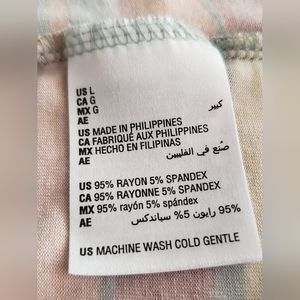 US L
CA G
MX G
AE كبير
US MADE IN PHILIPPINES
CA FABRIQUÉ AUX PHILIPPINES
MX HECHO EN FILIPINAS
AE صنع في الفلبين
US 95% RAYON 5% SPANDEX
CA 95% RAYONNE 5% SPANDEX
MX 95% rayón 5% spándex
AE 95% رايون 5% سباندكس
US MACHINE WASH COLD GENTLE